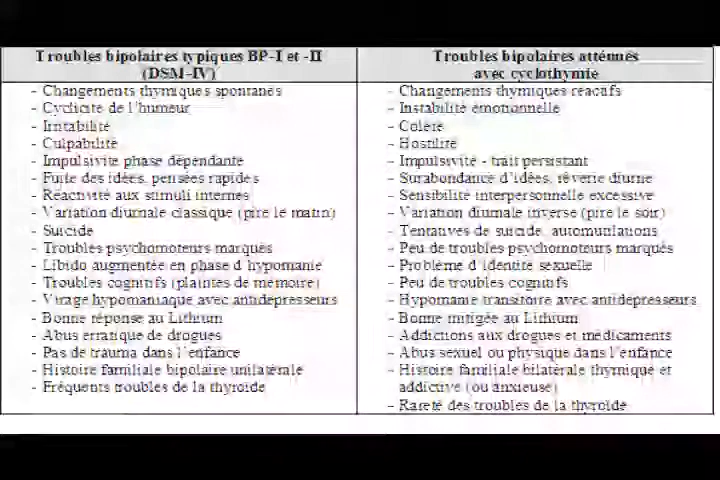 Troubles bipolaires typiques BP-I et -II
(DSM-IV)
- Changements thymiques spontanés
- Cyclicité de l'humeur
- Irritabilité
- Culpabilité
- Impulsivité phase dépendante
- Fuite des idées, pensées rapides
- Réactivité aux stimuli internes
- Variation diurnale classique (pire le matin)
- Suicide
- Troubles psychomoteurs marqués
- Libido augmentée en phase d'hypomanie
- Troubles cognitifs (plaintes de mémoire)
- Virage hypomaniaque avec antidépresseurs
- Bonne réponse au Lithium
- Abus erratique de drogues
- Pas de trauma dans l'enfance
- Histoire familiale bipolaire unilatérale
- Fréquents troubles de la thyroïde
Troubles bipolaires atténués
avec cyclothymie
- Changements thymiques réactifs
- Instabilité émotionnelle
- Colère
- Hostilité
- Impulsivité - trait persistant
- Surabondance d'idées, rêverie diurne
- Sensibilité interpersonnelle excessive
- Variation diurnale inverse (pire le soir)
- Tentatives de suicide, automutilations
- Peu de troubles psychomoteurs marqués
- Problème d'identité sexuelle
- Peu de troubles cognitifs
- Hypomanie transitoire avec antidépresseurs
- Bonne mitigée au Lithium
- Addictions aux drogues et médicaments
- Abus sexuel ou physique dans l'enfance
- Histoire familiale bilatérale thymique et
addictive (ou anxieuse)
- Rareté des troubles de la thyroïde